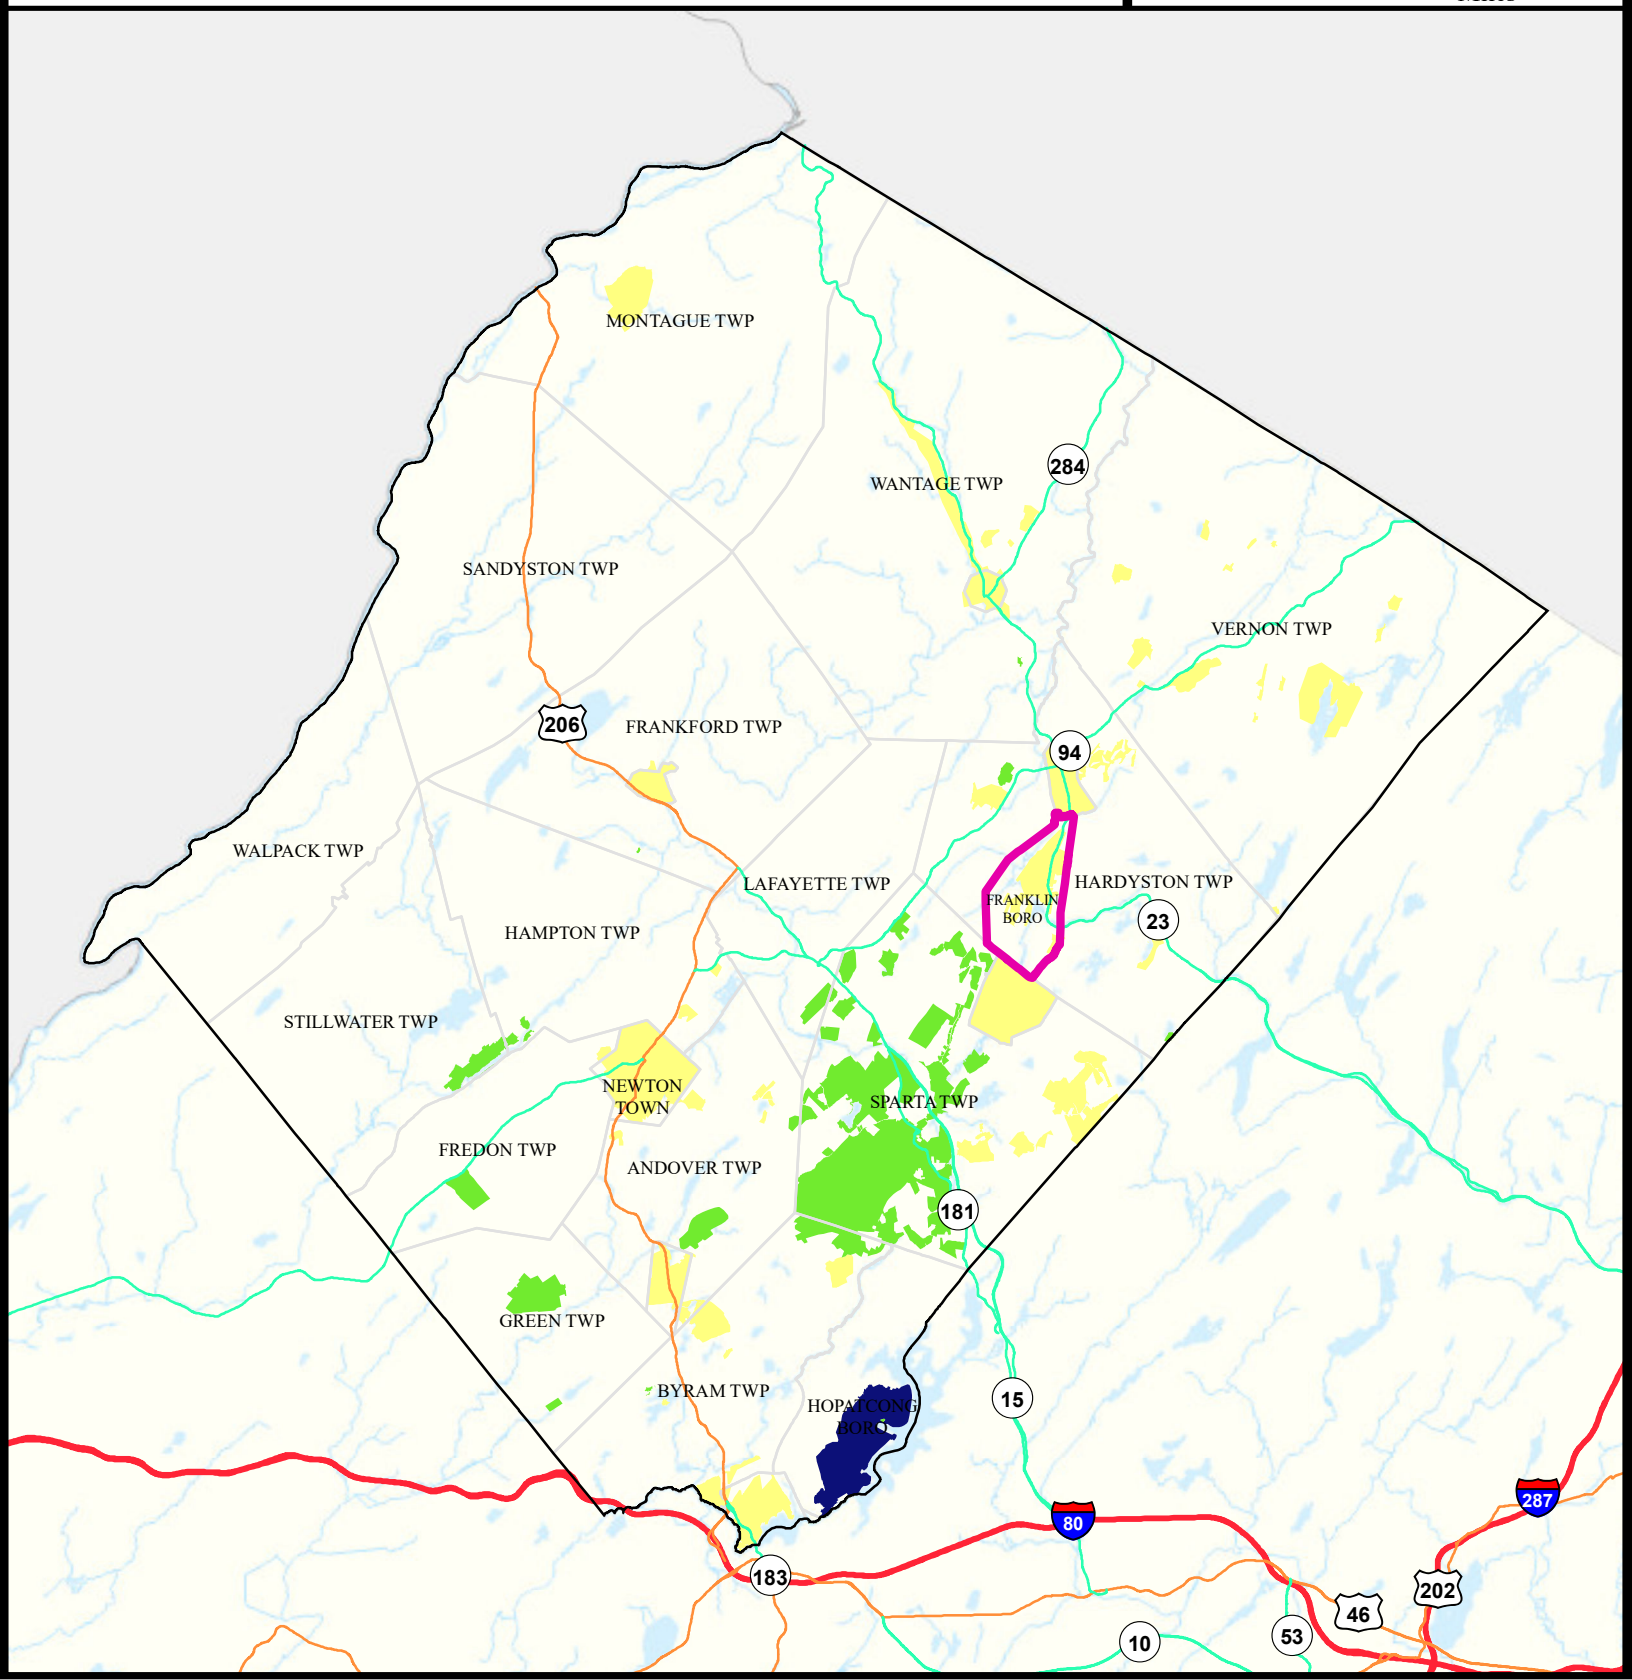 MONTAGUE TWP
284
WANTAGE TWP
SANDYSTON TWP
VERNON TWP
206
FRANKFORD TWP
94
WALPACK TWP
LAFAYETTE TWP
HARDYSTON TWP
FRANKLIN
BORO
23
HAMPTON TWP
STILLWATER TWP
NEWTON
TOWN
SPARTA TWP
FREDON TWP
ANDOVER TWP
181
GREEN TWP
BYRAM TWP
HOPATCONG
BORO
15
287
80
183
202
46
53
10